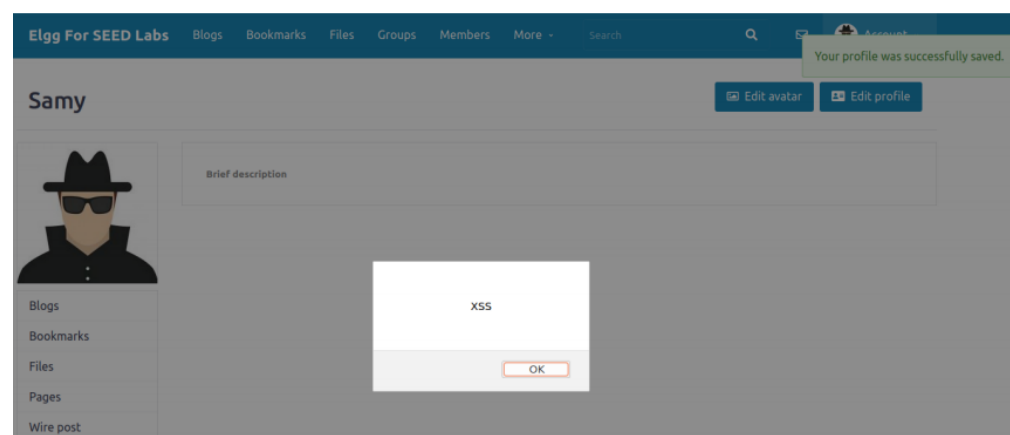 Elgg For SEED Labs Blogs Bookmarks Files Groups Members More Search Account
Your profile was successfully saved.
Samy
Edit avatar Edit profile
Brief description
Blogs
Bookmarks
Files
Pages
Wire post
xss
OK